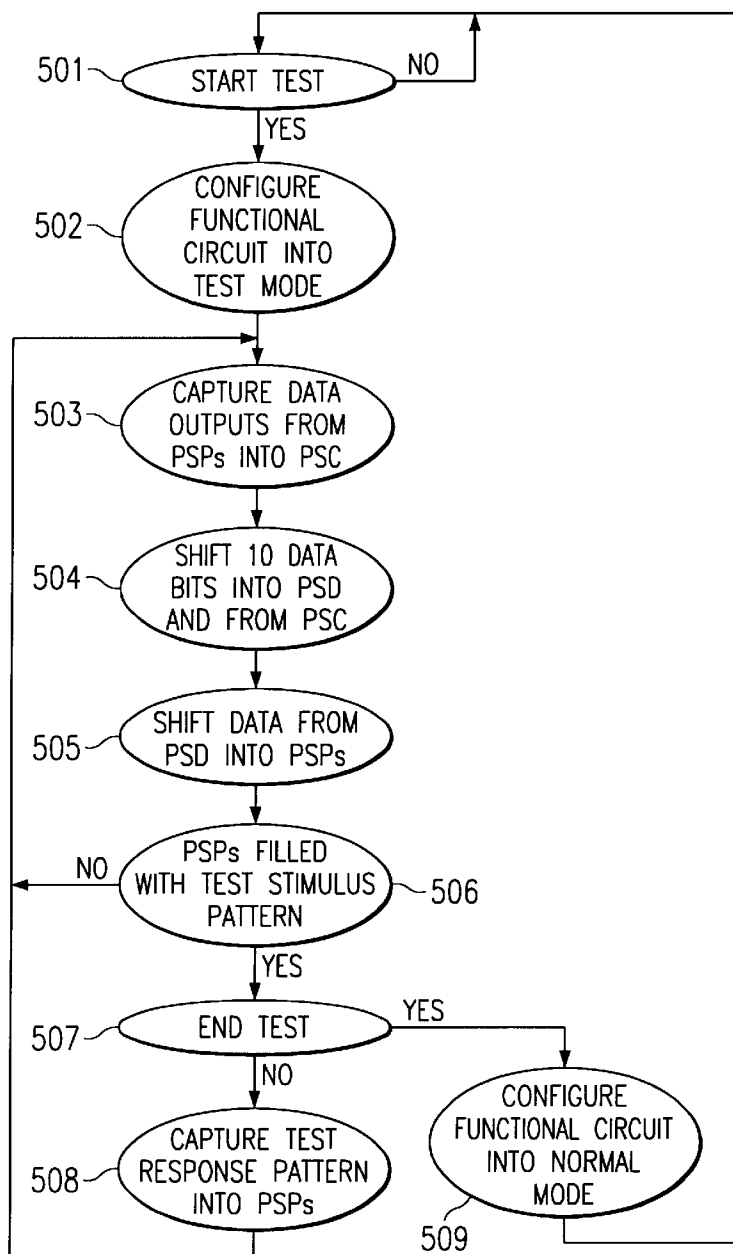 501
START TEST
NO
YES
502
CONFIGURE
FUNCTIONAL
CIRCUIT INTO
TEST MODE
503
CAPTURE DATA
OUTPUTS FROM
PSPs INTO PSC
504
SHIFT 10 DATA
BITS INTO PSD
AND FROM PSC
505
SHIFT DATA FROM
PSD INTO PSPs
NO
PSPs FILLED
WITH TEST STIMULUS
PATTERN
506
YES
507
END TEST
YES
NO
508
CAPTURE TEST
RESPONSE PATTERN
INTO PSPs
CONFIGURE
FUNCTIONAL CIRCUIT
INTO NORMAL
MODE
509